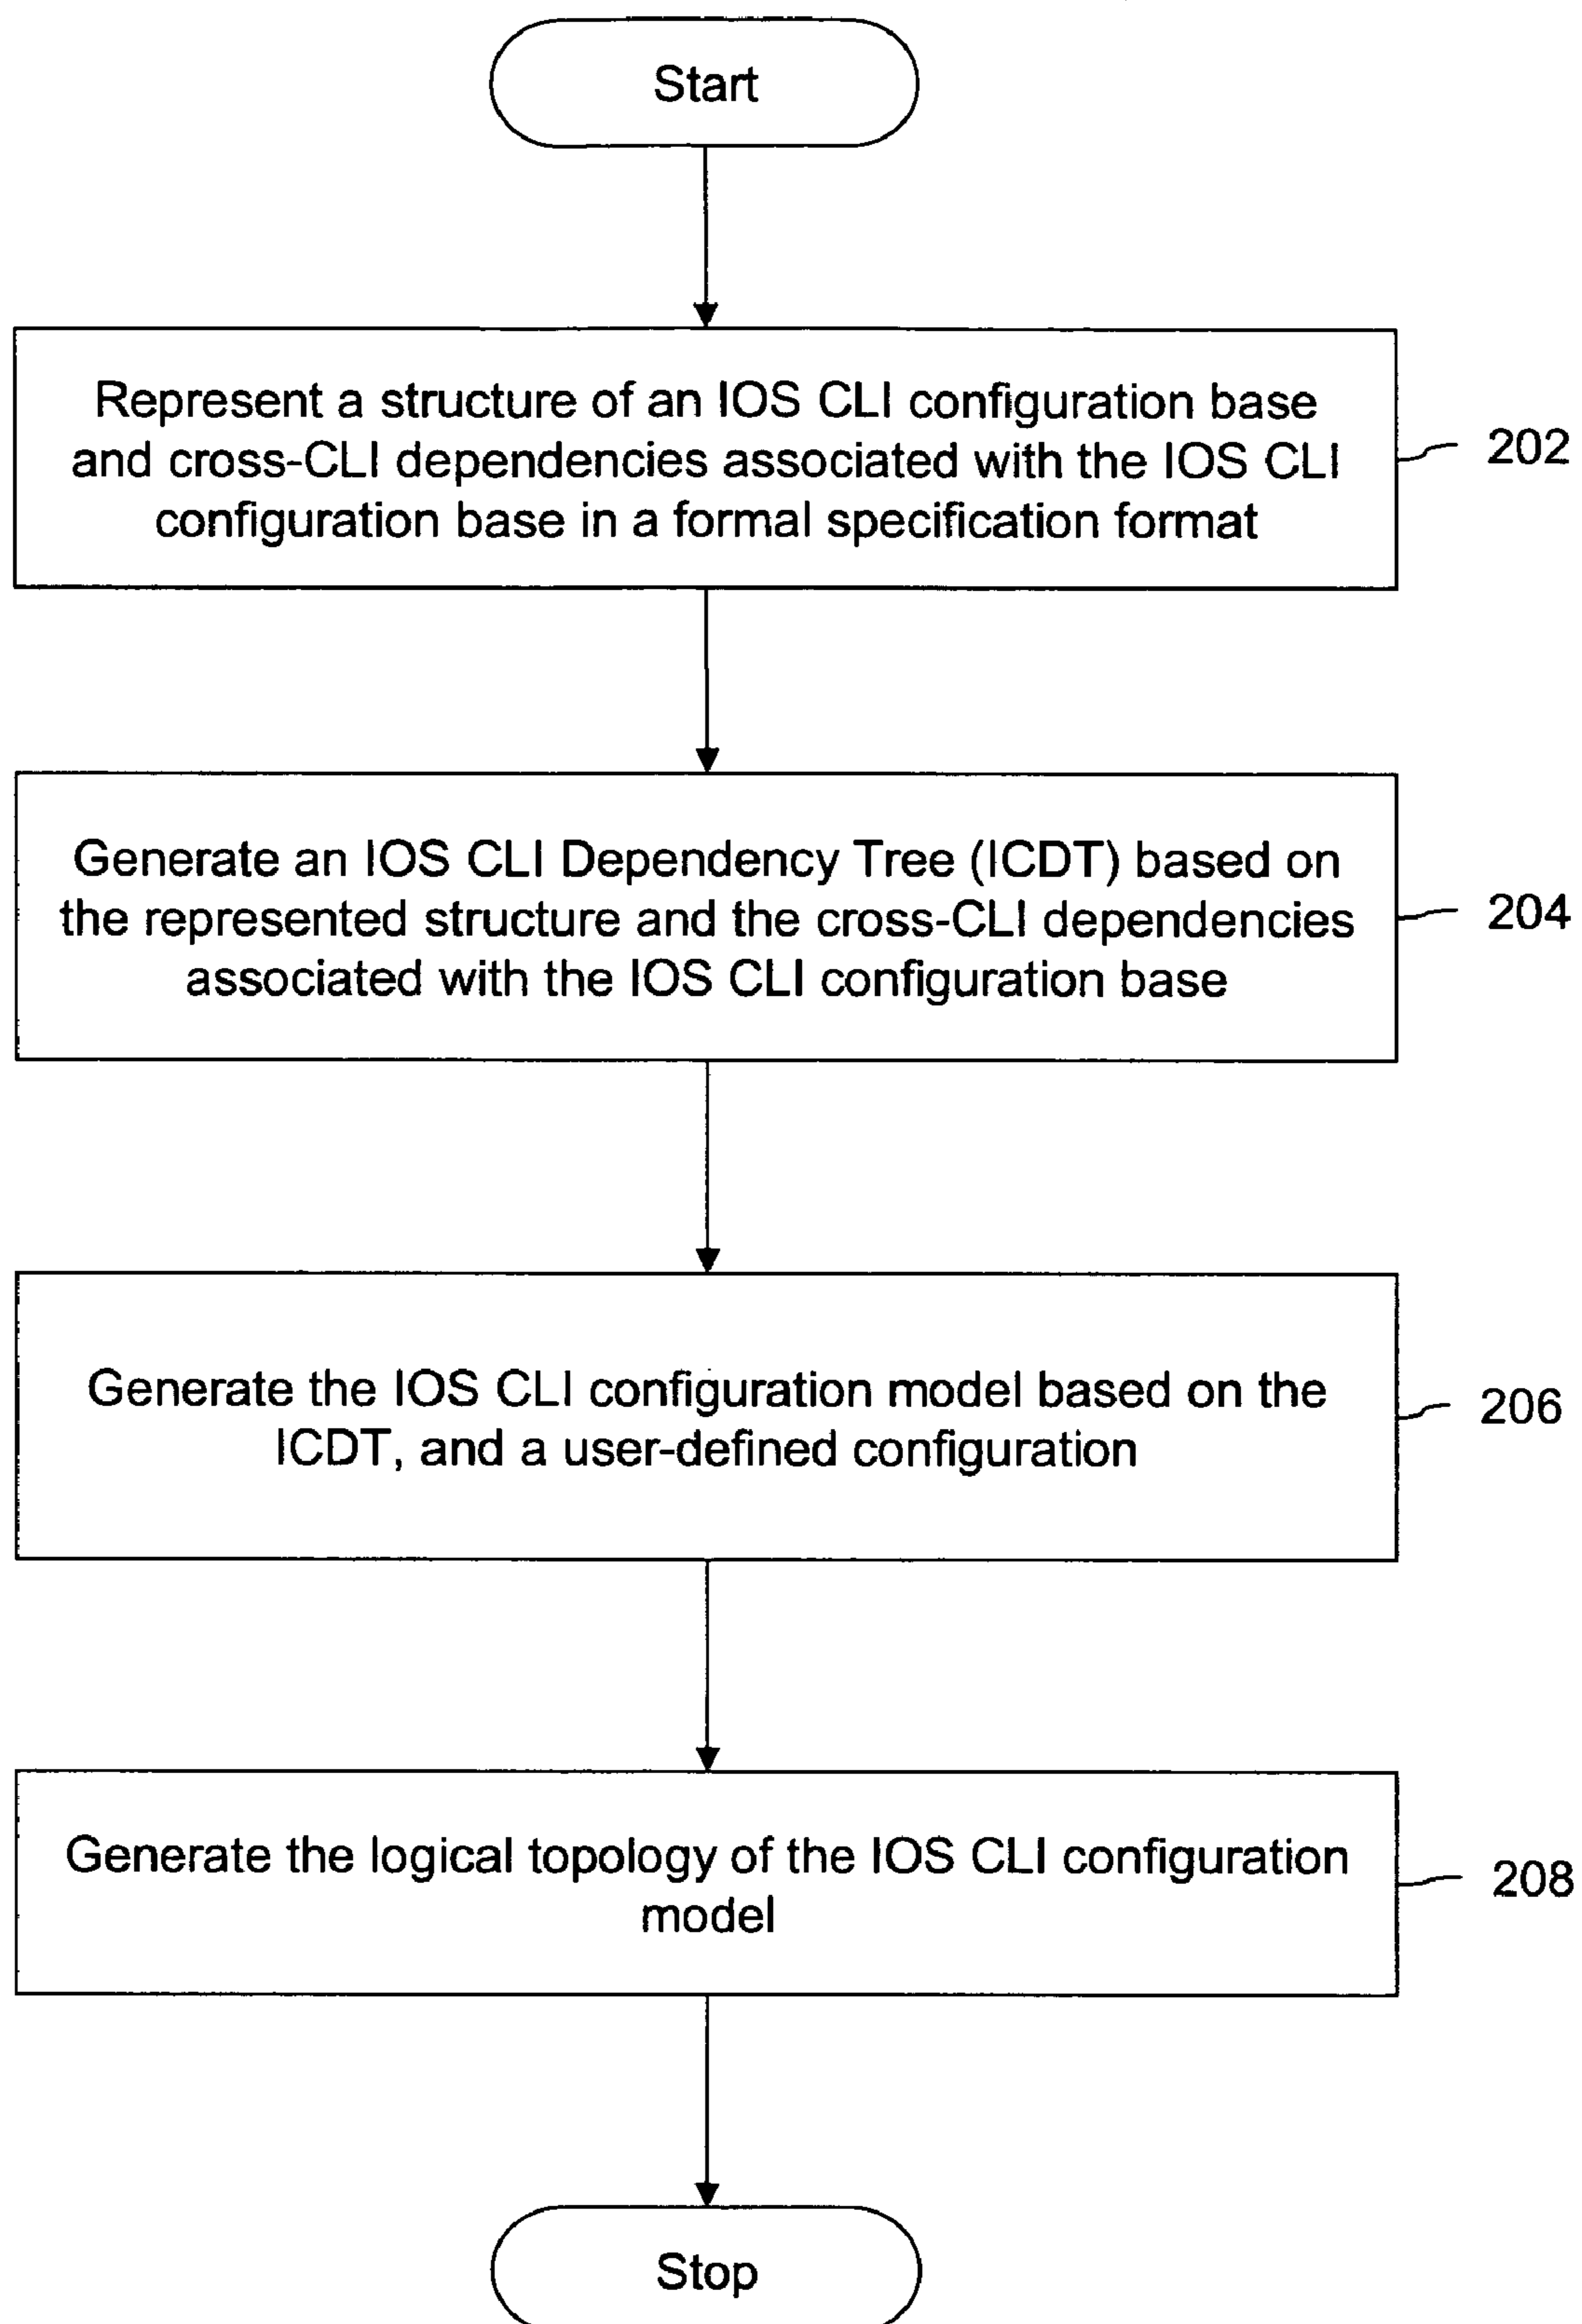 Start
Represent a structure of an IOS CLI configuration base
and cross-CLI dependencies associated with the IOS CLI
configuration base in a formal specification format
202
Generate an IOS CLI Dependency Tree (ICDT) based on
the represented structure and the cross-CLI dependencies
associated with the IOS CLI configuration base
204
Generate the IOS CLI configuration model based on the
ICDT, and a user-defined configuration
206
Generate the logical topology of the IOS CLI configuration
model
208
Stop